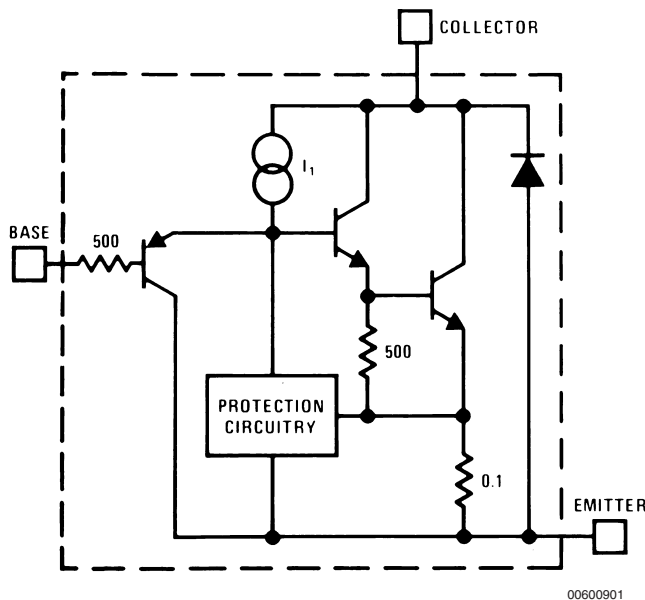 COLLECTOR
I₁
BASE
500
500
PROTECTION
CIRCUITRY
0.1
EMITTER
00600901